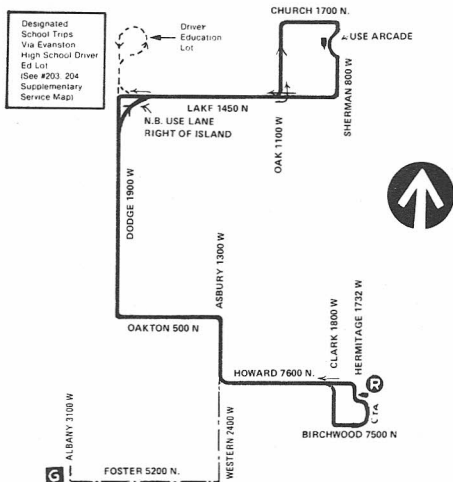 Designated
School Trips
Via Evanston
High School Driver
Ed Lot
(See #203, 204
Supplementary
Service Map)
Driver
Education
Lot
CHURCH 1700 N.
USE ARCADE
SHERMAN 800 W
LAKE 1450 N
N.B. USE LANE
RIGHT OF ISLAND
OAK 1100 W
DODGE 1900 W
ASBURY 1300 W
OAKTON 500 N
CLARK 1800 W
HERMITAGE 1732 W
HOWARD 7600 N.
R
CTA
BIRCHWOOD 7500 N
ALBANY 3100 W
WESTERN 2400 W
G
FOSTER 5200 N.